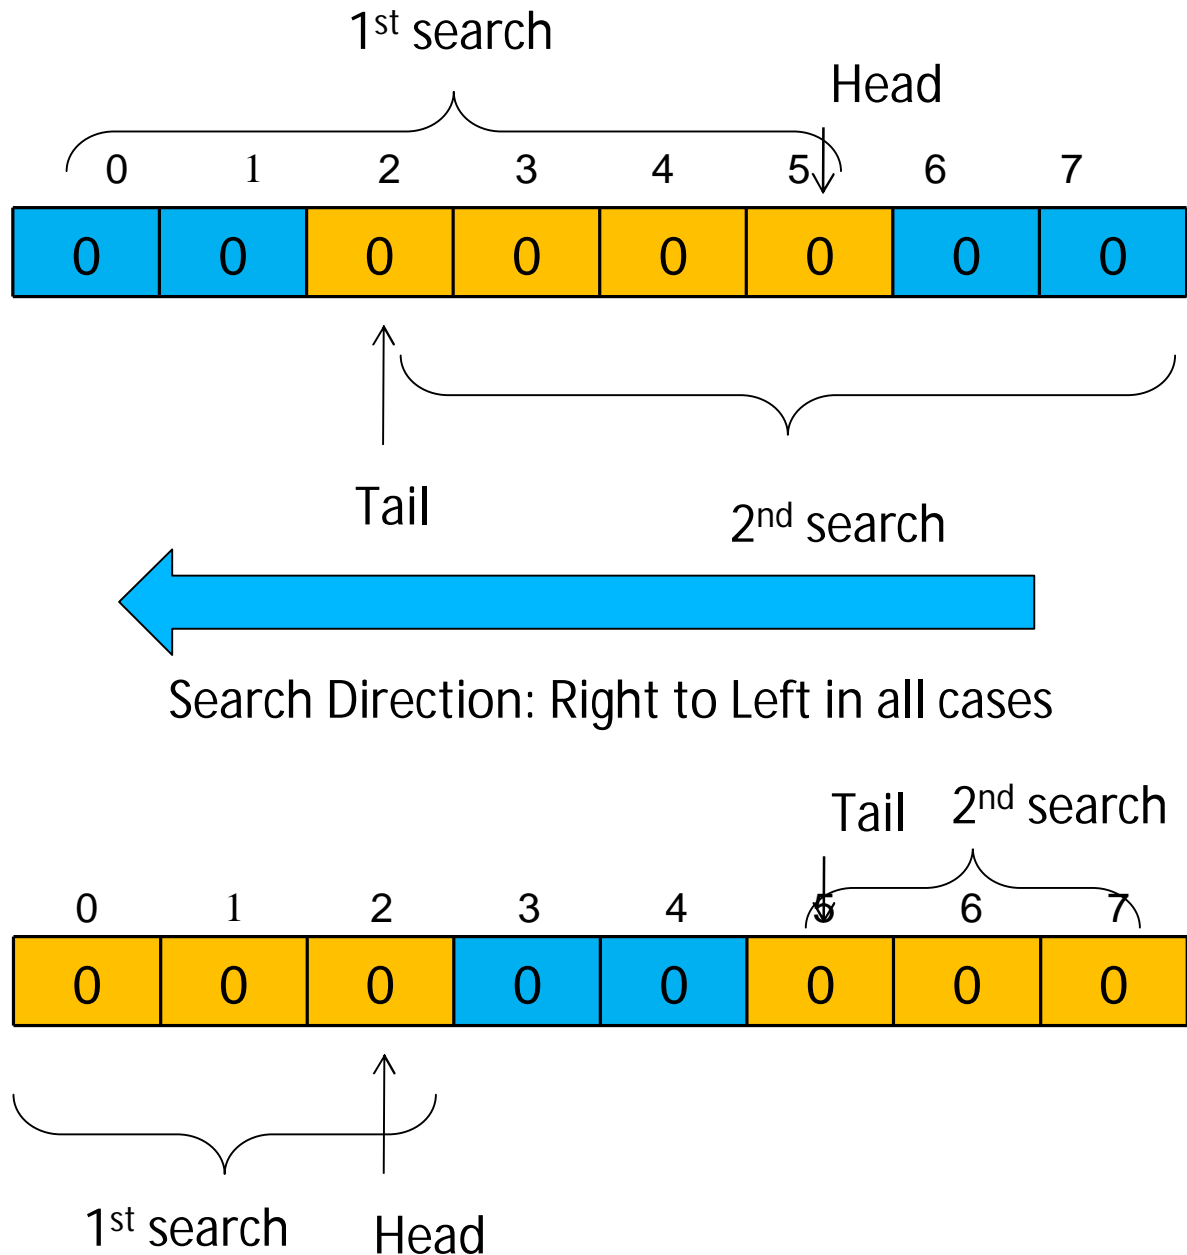 1st search
Head
0 1 2 3 4 5 6 7
0 0 0 0 0 0 0 0
Tail
2nd search
Search Direction: Right to Left in all cases
Tail 2nd search
0 1 2 3 4 5 6 7
0 0 0 0 0 0 0 0
1st search
Head